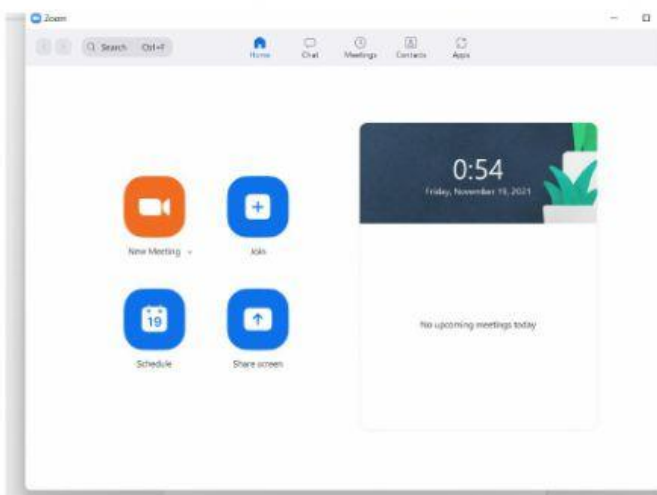 Zoom
Search Ctrl+F
Home
Chat
Meetings
Contacts
Apps
0:54
Friday, November 19, 2021
New Meeting
Join
19
Schedule
Share screen
No upcoming meetings today